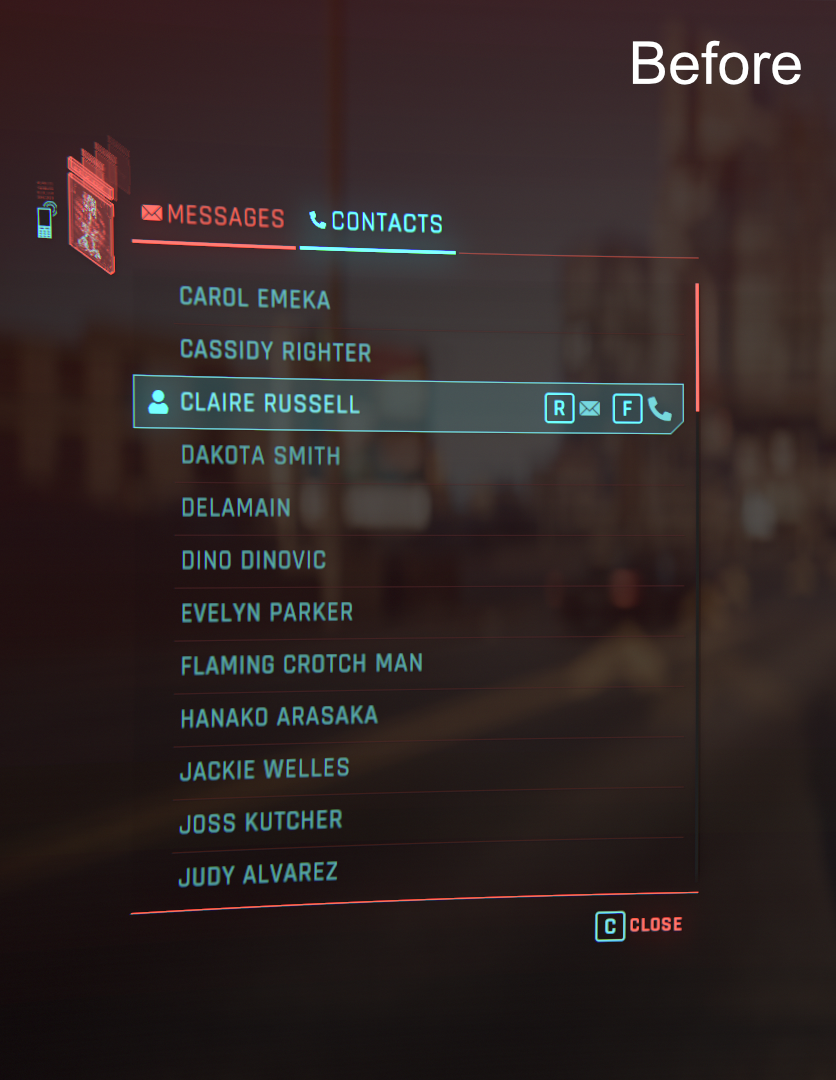 Before
MESSAGES CONTACTS
CAROL EMEKA
CASSIDY RIGHTER
CLAIRE RUSSELL R F
DAKOTA SMITH
DELAMAIN
DINO DINOVIC
EVELYN PARKER
FLAMING CROTCH MAN
HANAKO ARASAKA
JACKIE WELLES
JOSS KUTCHER
JUDY ALVAREZ
C CLOSE